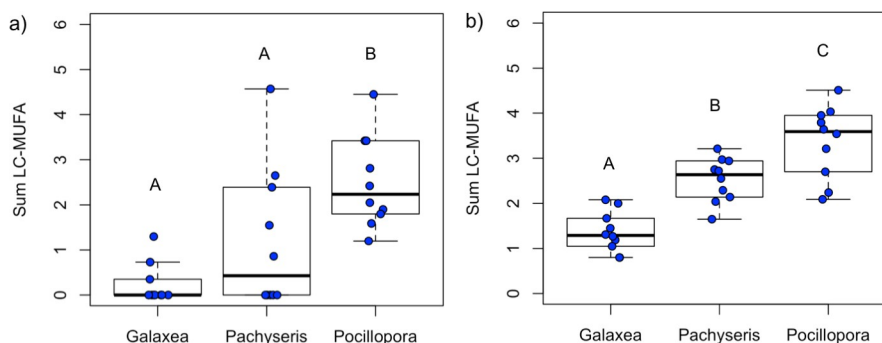 a)
Sum LC-MUFA
6
5
4
3
2
1
0
A
A
B
Galaxea
Pachyseris
Pocillopora
b)
Sum LC-MUFA
6
5
4
3
2
1
0
A
B
C
Galaxea
Pachyseris
Pocillopora